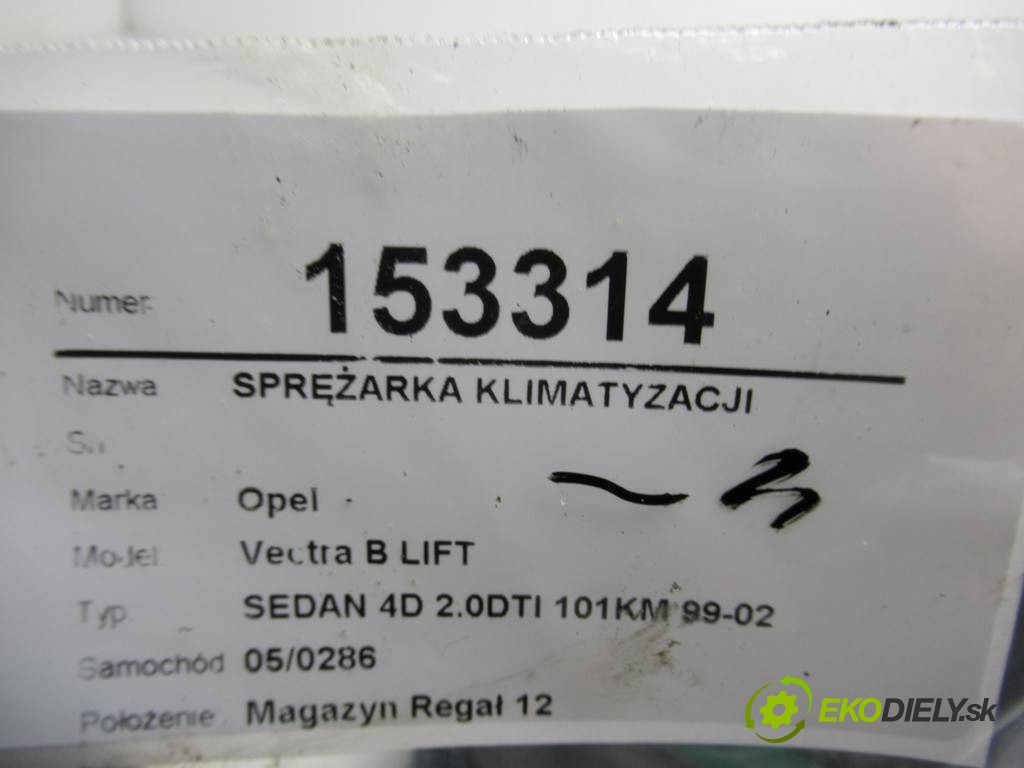 Numer 153314
Nazwa SPRĘŻARKA KLIMATYZACJI
Sn
Marka Opel
Model Vectra B LIFT
Typ SEDAN 4D 2.0DTI 101KM 99-02
Samochód 05/0286
Położenie Magazyn Regał 12
EKODIELY.sk